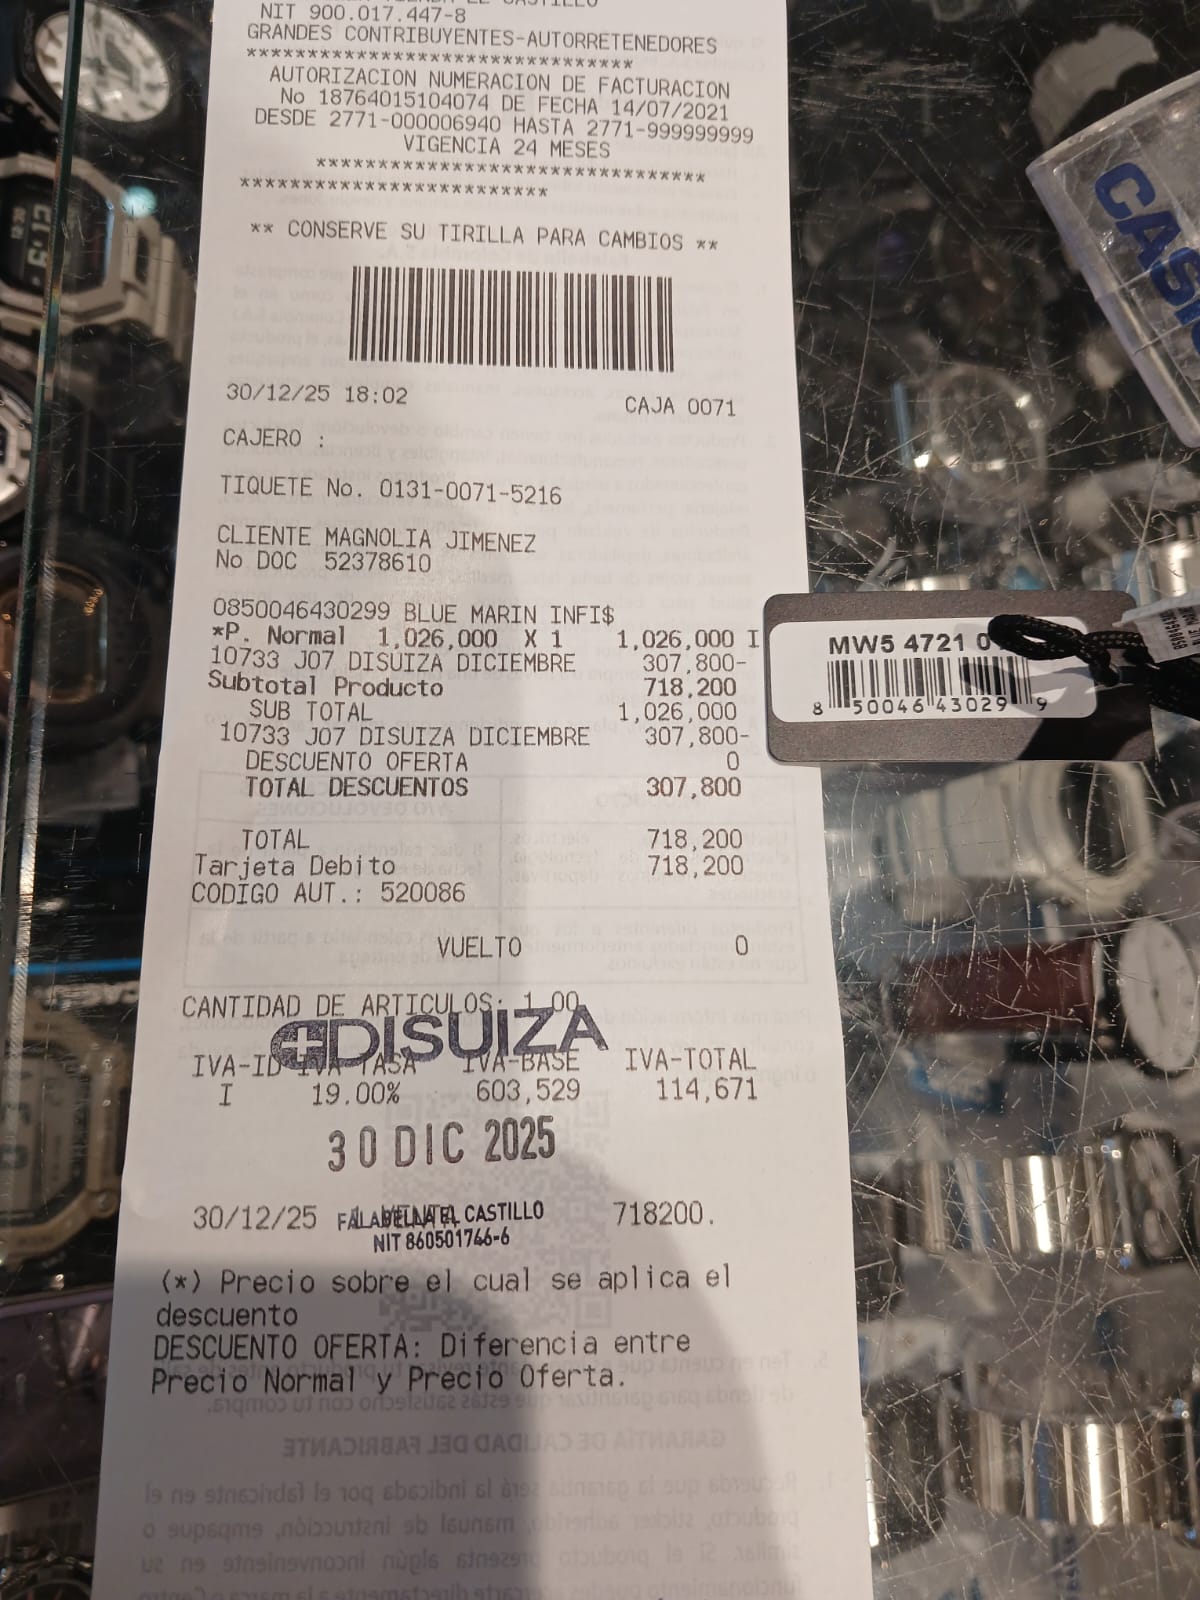 NIT 900.017.447-8
GRANDES CONTRIBUYENTES-AUTORRETENEDORES
*********************************
AUTORIZACION NUMERACION DE FACTURACION
No 18764015104074 DE FECHA 14/07/2021
DESDE 2771-000006940 HASTA 2771-999999999
VIGENCIA 24 MESES
*********************************
**************************
** CONSERVE SU TIRILLA PARA CAMBIOS **
30/12/25 18:02 CAJA 0071
CAJERO :
TIQUETE No. 0131-0071-5216
CLIENTE MAGNOLIA JIMENEZ
No DOC 52378610
0850046430299 BLUE MARIN INFI$
*P. Normal 1,026,000 X 1 1,026,000 I
10733 J07 DISUIZA DICIEMBRE 307,800-
Subtotal Producto 718,200
SUB TOTAL 1,026,000
10733 J07 DISUIZA DICIEMBRE 307,800-
DESCUENTO OFERTA 0
TOTAL DESCUENTOS 307,800
TOTAL 718,200
Tarjeta Debito 718,200
CODIGO AUT.: 520086
VUELTO 0
CANTIDAD DE ARTICULOS: 1.00
DISUIZA
IVA-ID IVA TASA IVA-BASE IVA-TOTAL
I 19.00% 603,529 114,671
30 DIC 2025
30/12/25 718200.
FALABELLA EL CASTILLO
NIT 860501746-6
(*) Precio sobre el cual se aplica el
descuento
DESCUENTO OFERTA: Diferencia entre
Precio Normal y Precio Oferta.
CASIO
MW5 4721
8 50046 43029 9